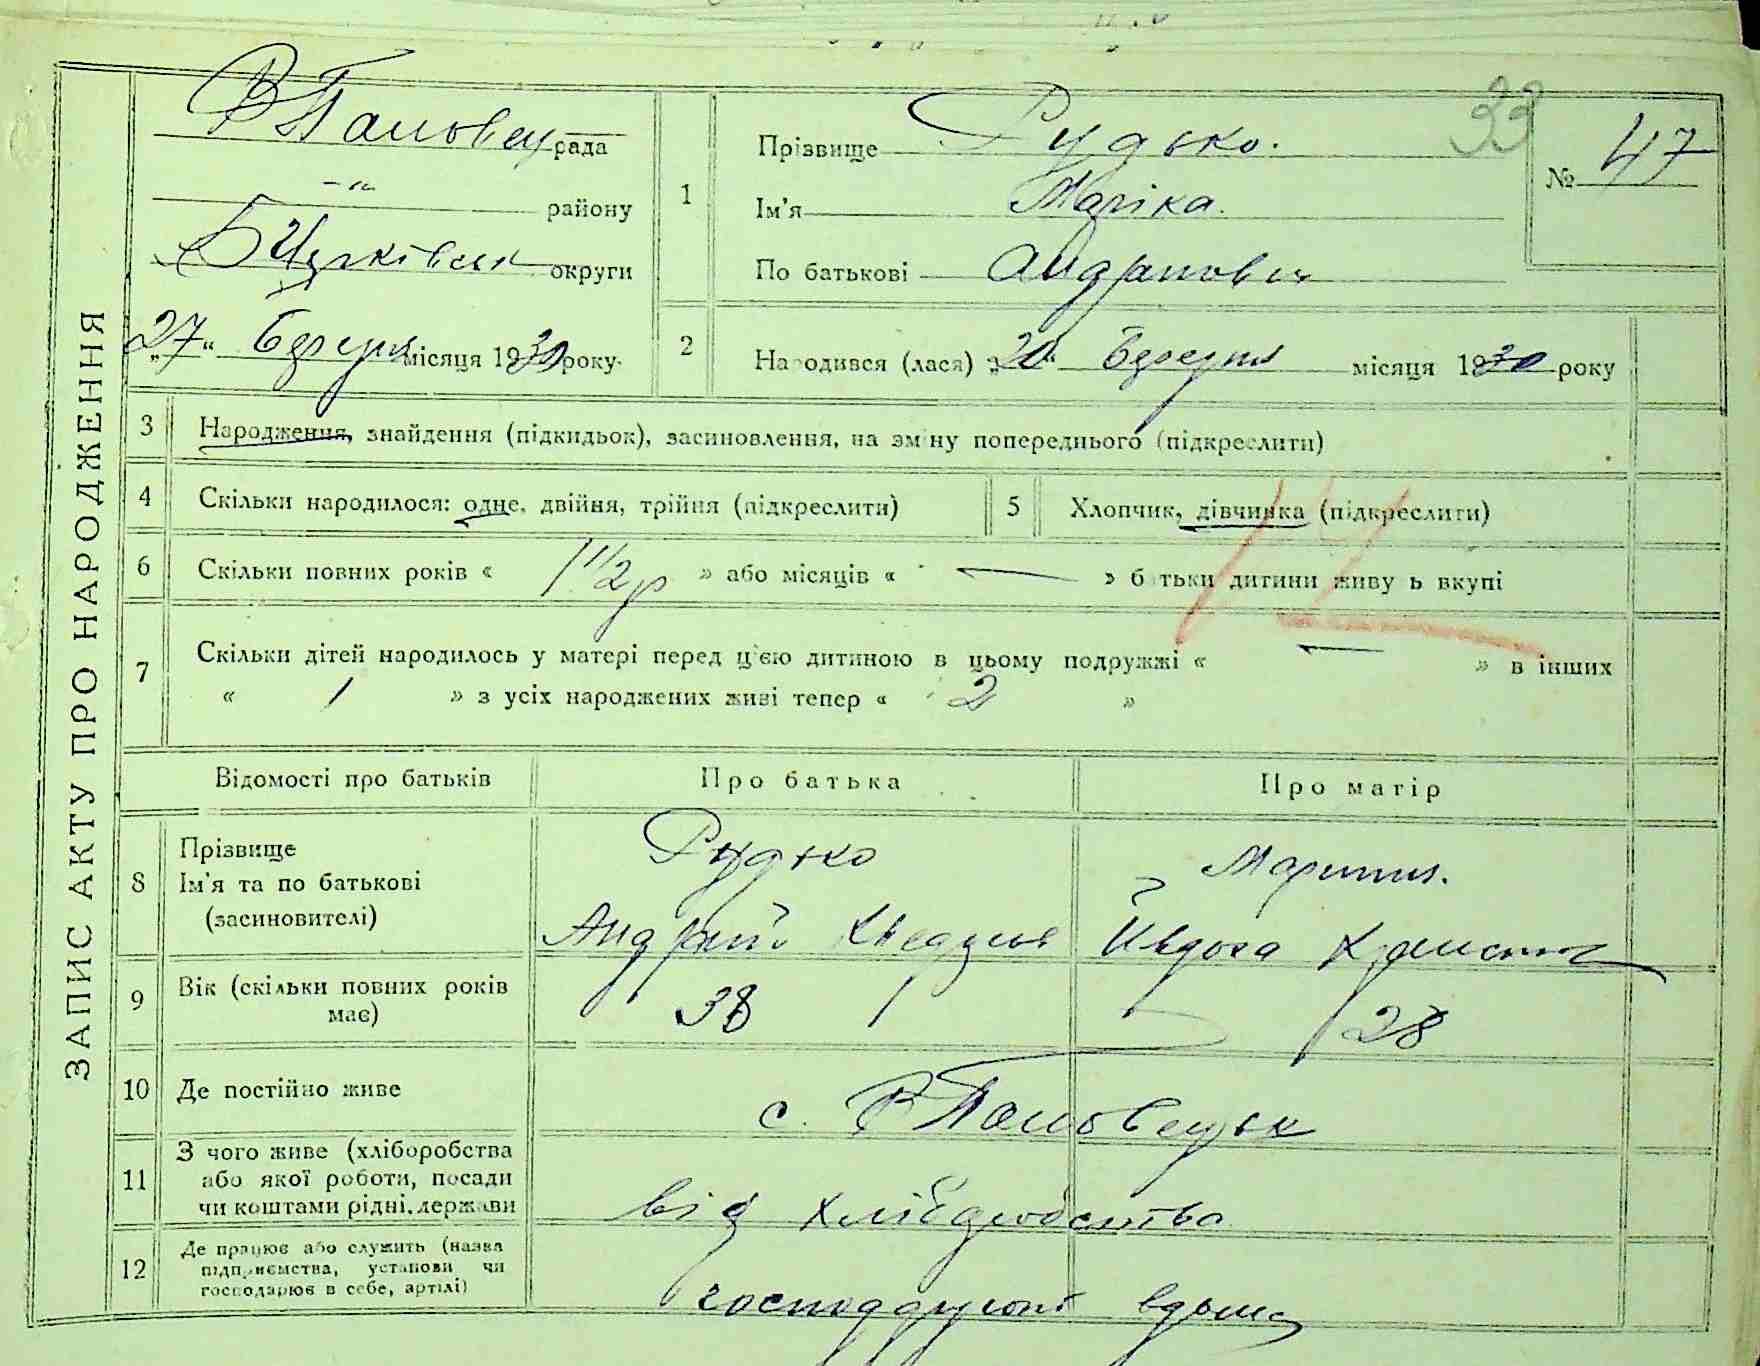 ЗАПИС АКТУ ПРО НАРОДЖЕННЯ
33
рада
району
округи
„27“ березня місяця 1930 року.
1
Прізвище Рудько.
Ім'я
По батькові
№ 47
2
Народився (лася) „20“ березня місяця 1930 року
3 Народження, знайдення (підкидьок), засиновлення, на зміну попереднього (підкреслити)
4 Скільки народилося: одне, двійня, трійня (підкреслити)
5 Хлопчик, дівчинка (підкреслити)
6 Скільки повних років « 1 1/2 р » або місяців « — » батьки дитини живуть вкупі
7 Скільки дітей народилось у матері перед цією дитиною в цьому подружжі « — » в інших
« 1 » з усіх народжених живі тепер « 2 »
Відомості про батьків Про батька Про матір
8 Прізвище
Ім'я та по батькові
(засиновителі)
Рудько
Андрій
9 Вік (скільки повних років
має)
38 28
10 Де постійно живе
с.
11 З чого живе (хліборобства
або якої роботи, посади
чи коштами рідні, держави
від хліборобства
12 Де працює або служить (назва
підприємства, установи чи
господарює в себе, артілі)